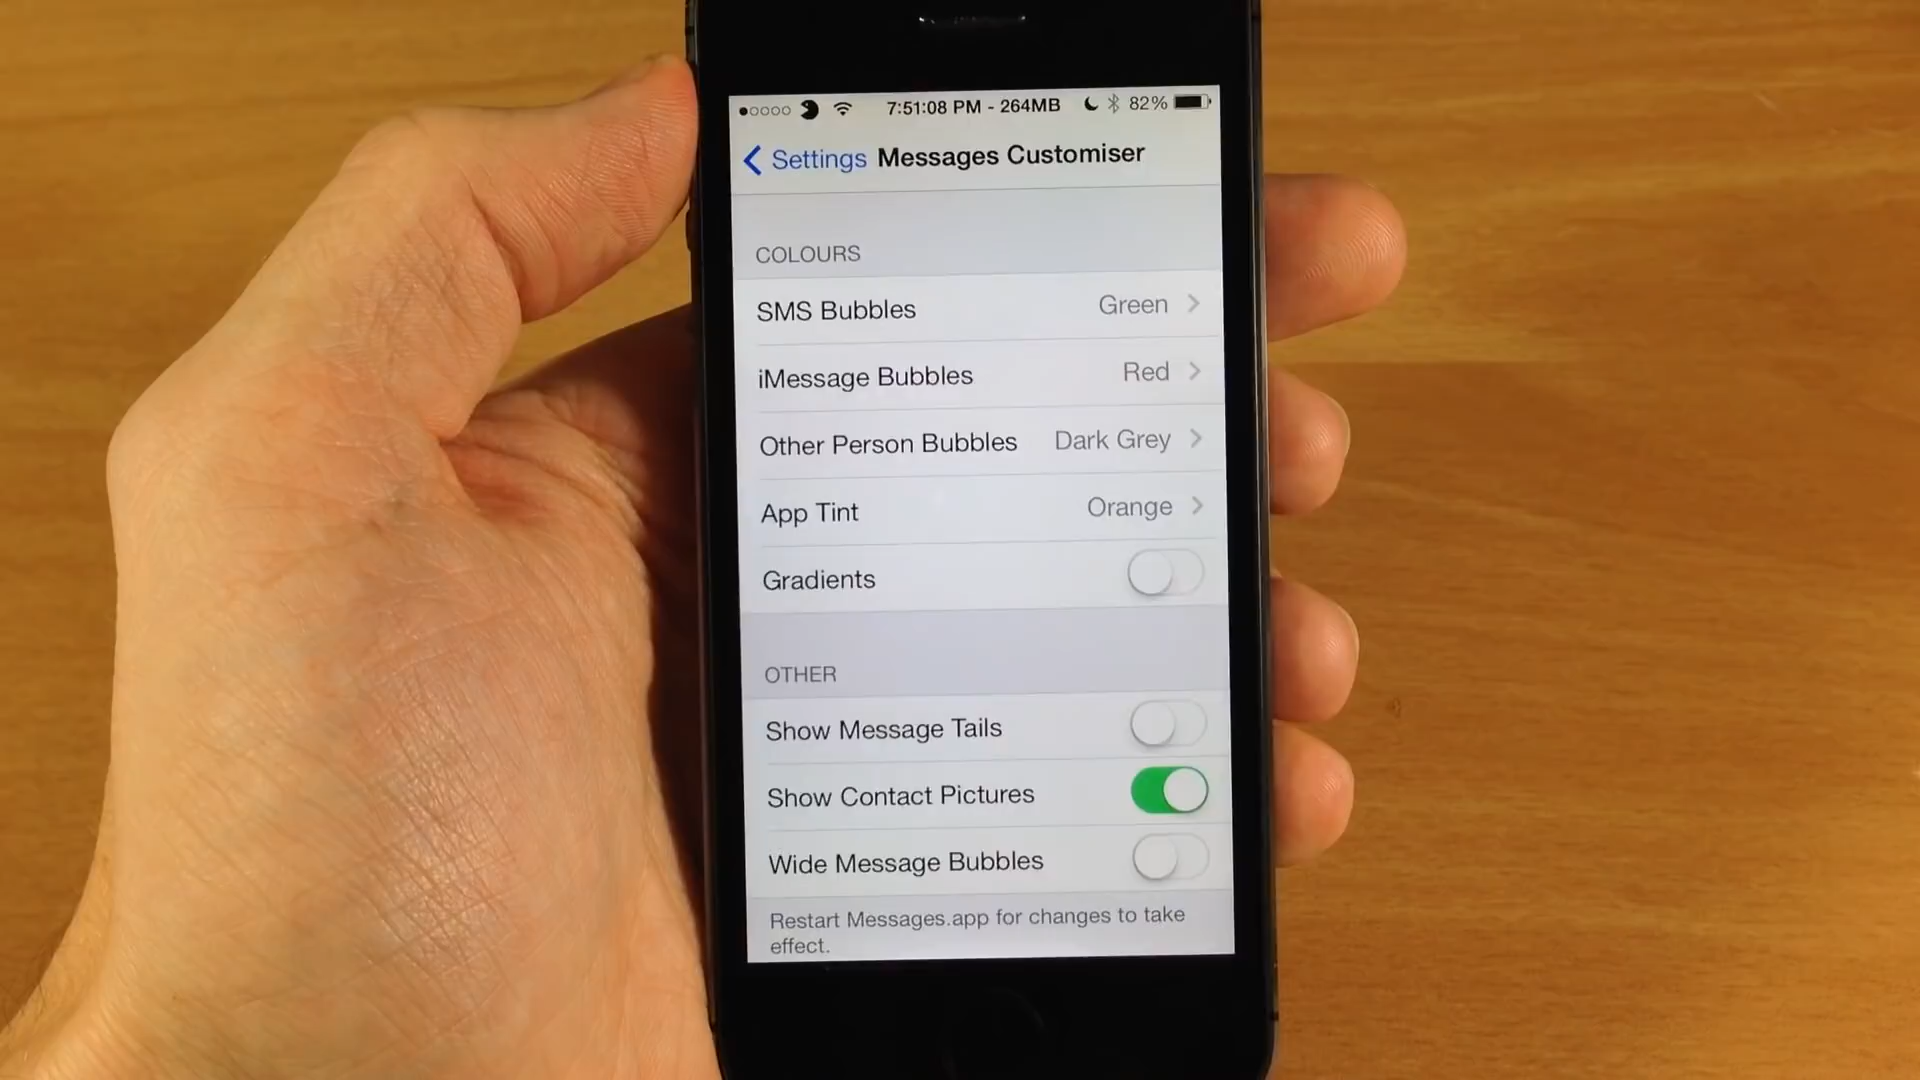 7:51:08 PM - 264MB 82%
Settings Messages Customiser
COLOURS
SMS Bubbles Green
iMessage Bubbles Red
Other Person Bubbles Dark Grey
App Tint Orange
Gradients
OTHER
Show Message Tails
Show Contact Pictures
Wide Message Bubbles
Restart Messages.app for changes to take
effect.